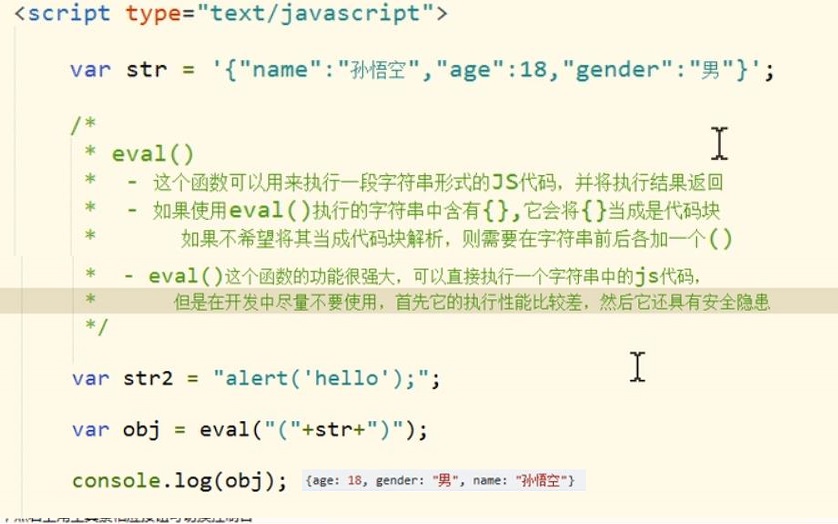 <script type="text/javascript">
var str = '{"name":"孙悟空","age":18,"gender":"男"}';
/*
* eval()
* - 这个函数可以用来执行一段字符串形式的JS代码，并将执行结果返回
* - 如果使用eval()执行的字符串中含有{},它会将{}当成是代码块
* 如果不希望将其当成代码块解析，则需要在字符串前后各加一个()
* - eval()这个函数的功能很强大，可以直接执行一个字符串中的js代码，
* 但是在开发中尽量不要使用，首先它的执行性能比较差，然后它还具有安全隐患
*/
var str2 = "alert('hello');";
var obj = eval("("+str+")");
console.log(obj); {age: 18, gender: "男", name: "孙悟空"}